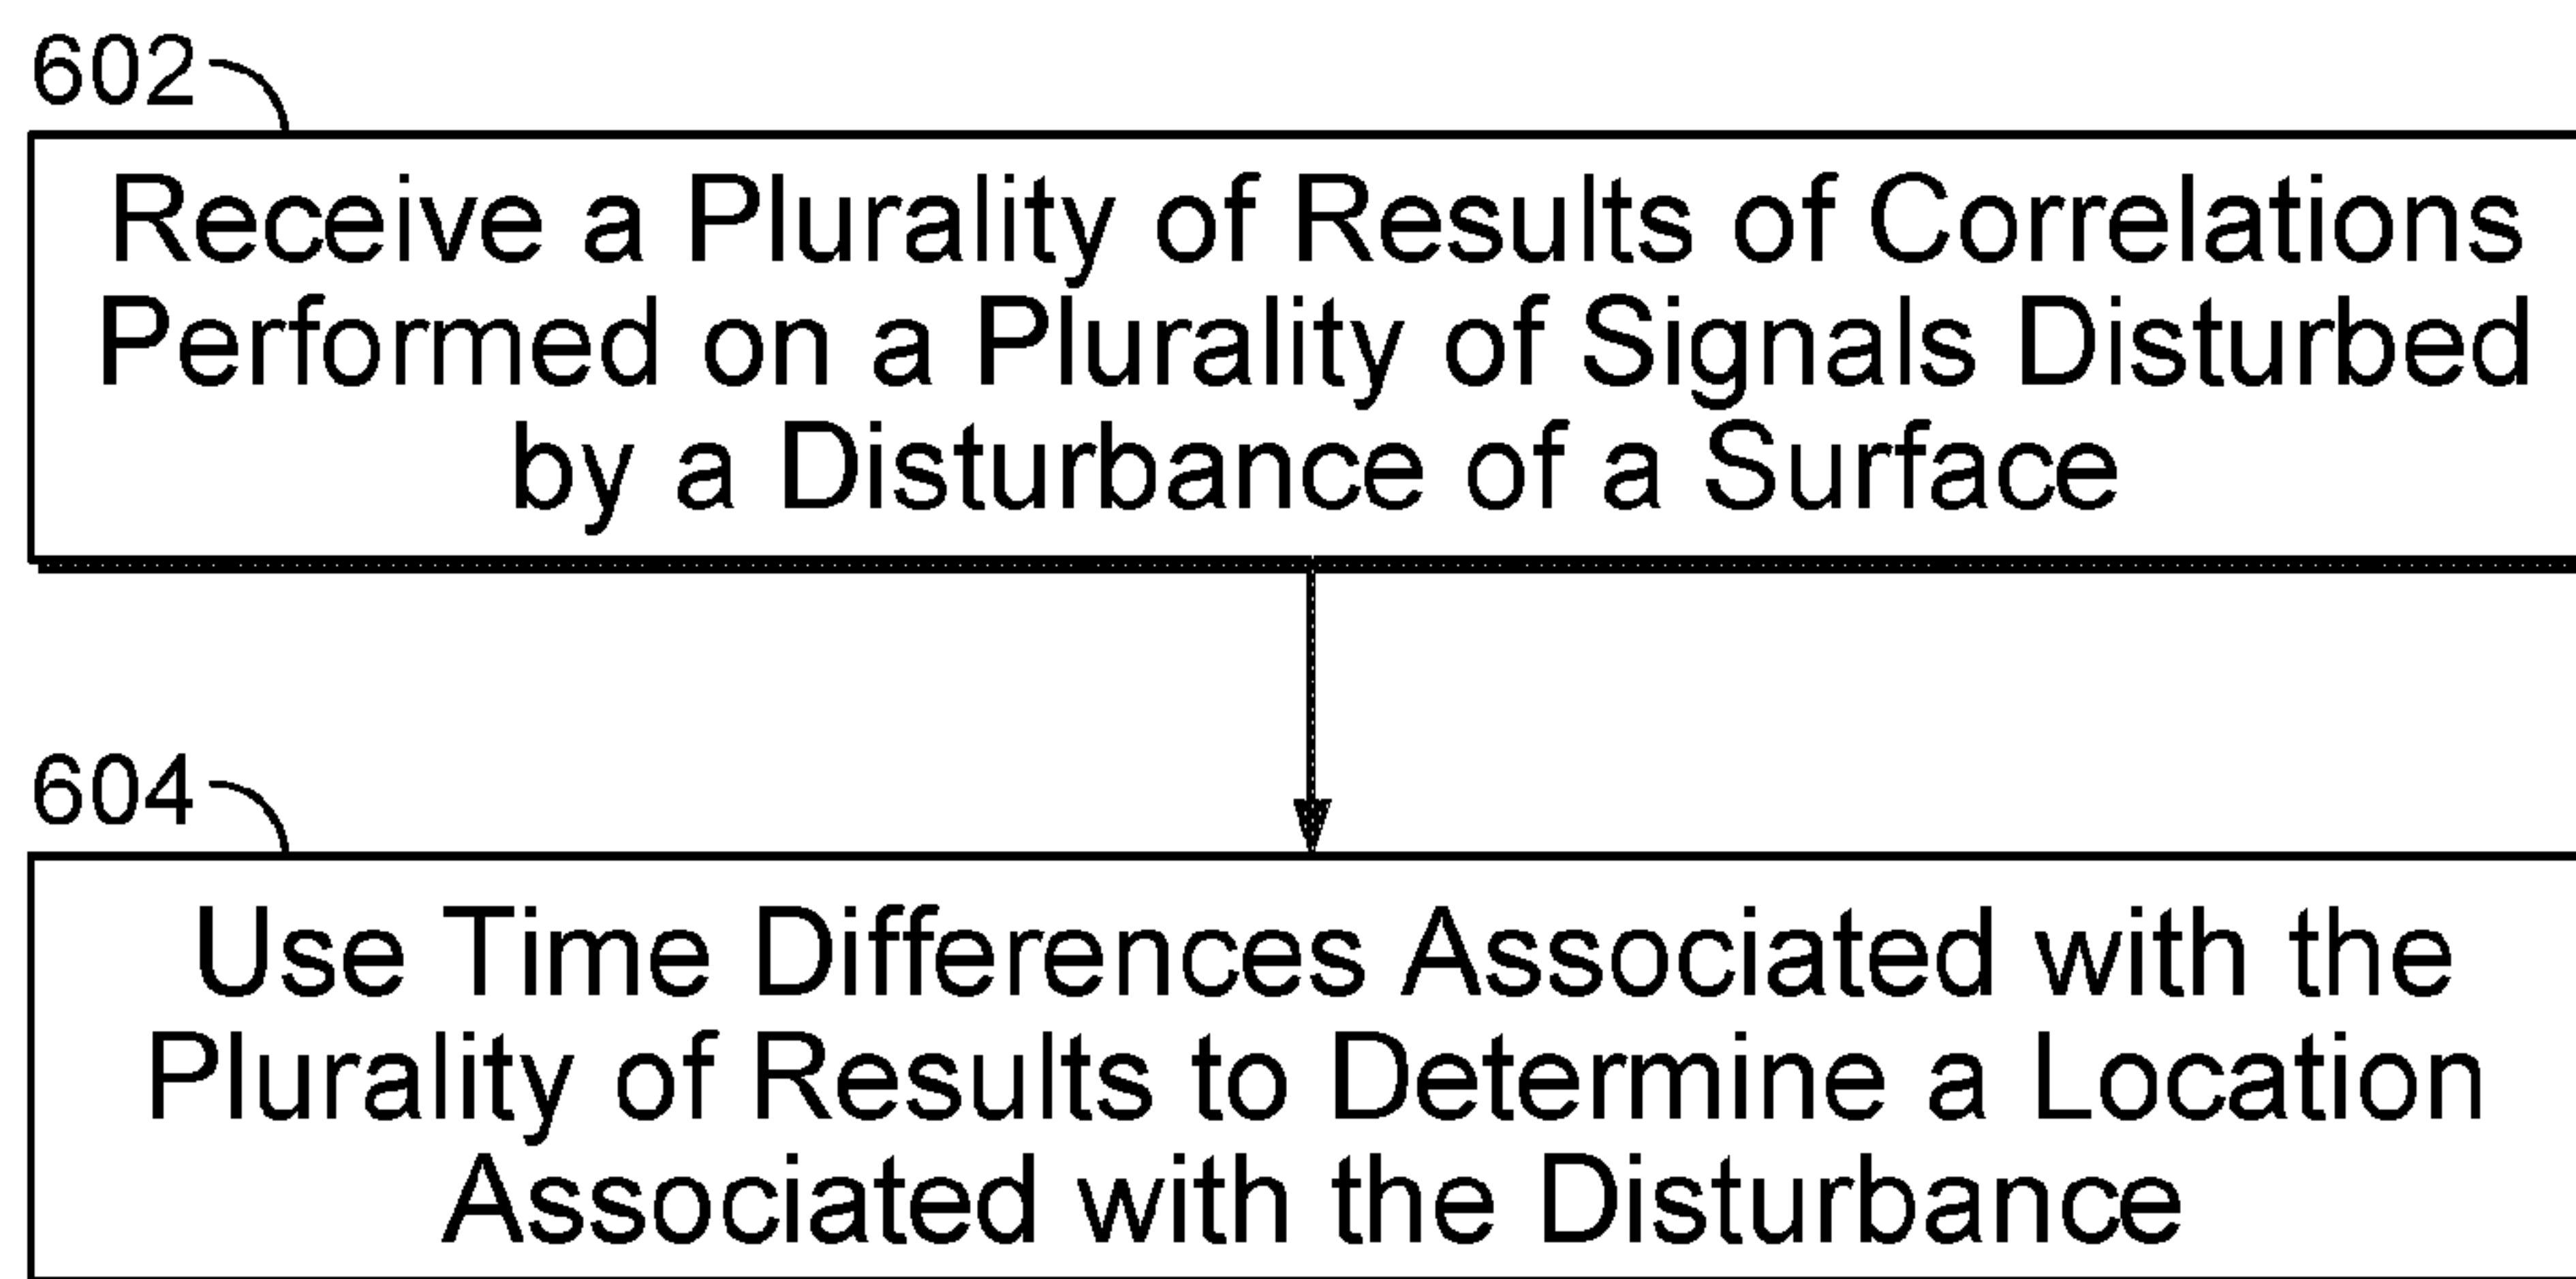 602
Receive a Plurality of Results of Correlations
Performed on a Plurality of Signals Disturbed
by a Disturbance of a Surface
604
Use Time Differences Associated with the
Plurality of Results to Determine a Location
Associated with the Disturbance